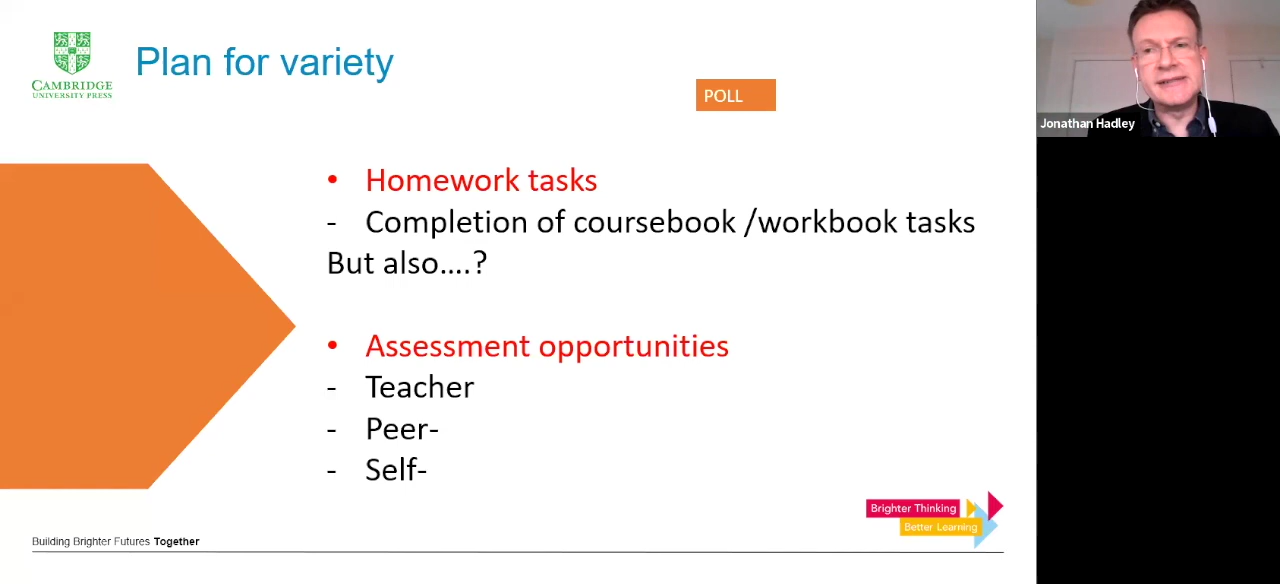 CAMBRIDGE
UNIVERSITY PRESS
Plan for variety
POLL
Jonathan Hadley
• Homework tasks
- Completion of coursebook /workbook tasks
But also....?
• Assessment opportunities
- Teacher
- Peer-
- Self-
Brighter Thinking
Better Learning
Building Brighter Futures Together